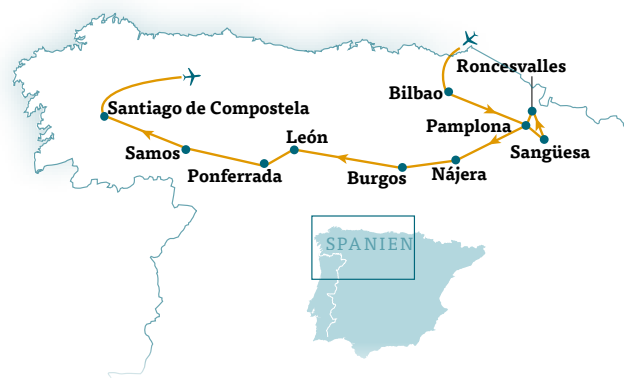 Roncesvalles
Bilbao
Santiago de Compostela
Pamplona
León
Samos
Sangüesa
Ponferrada
Burgos
Nájera
SPANIEN